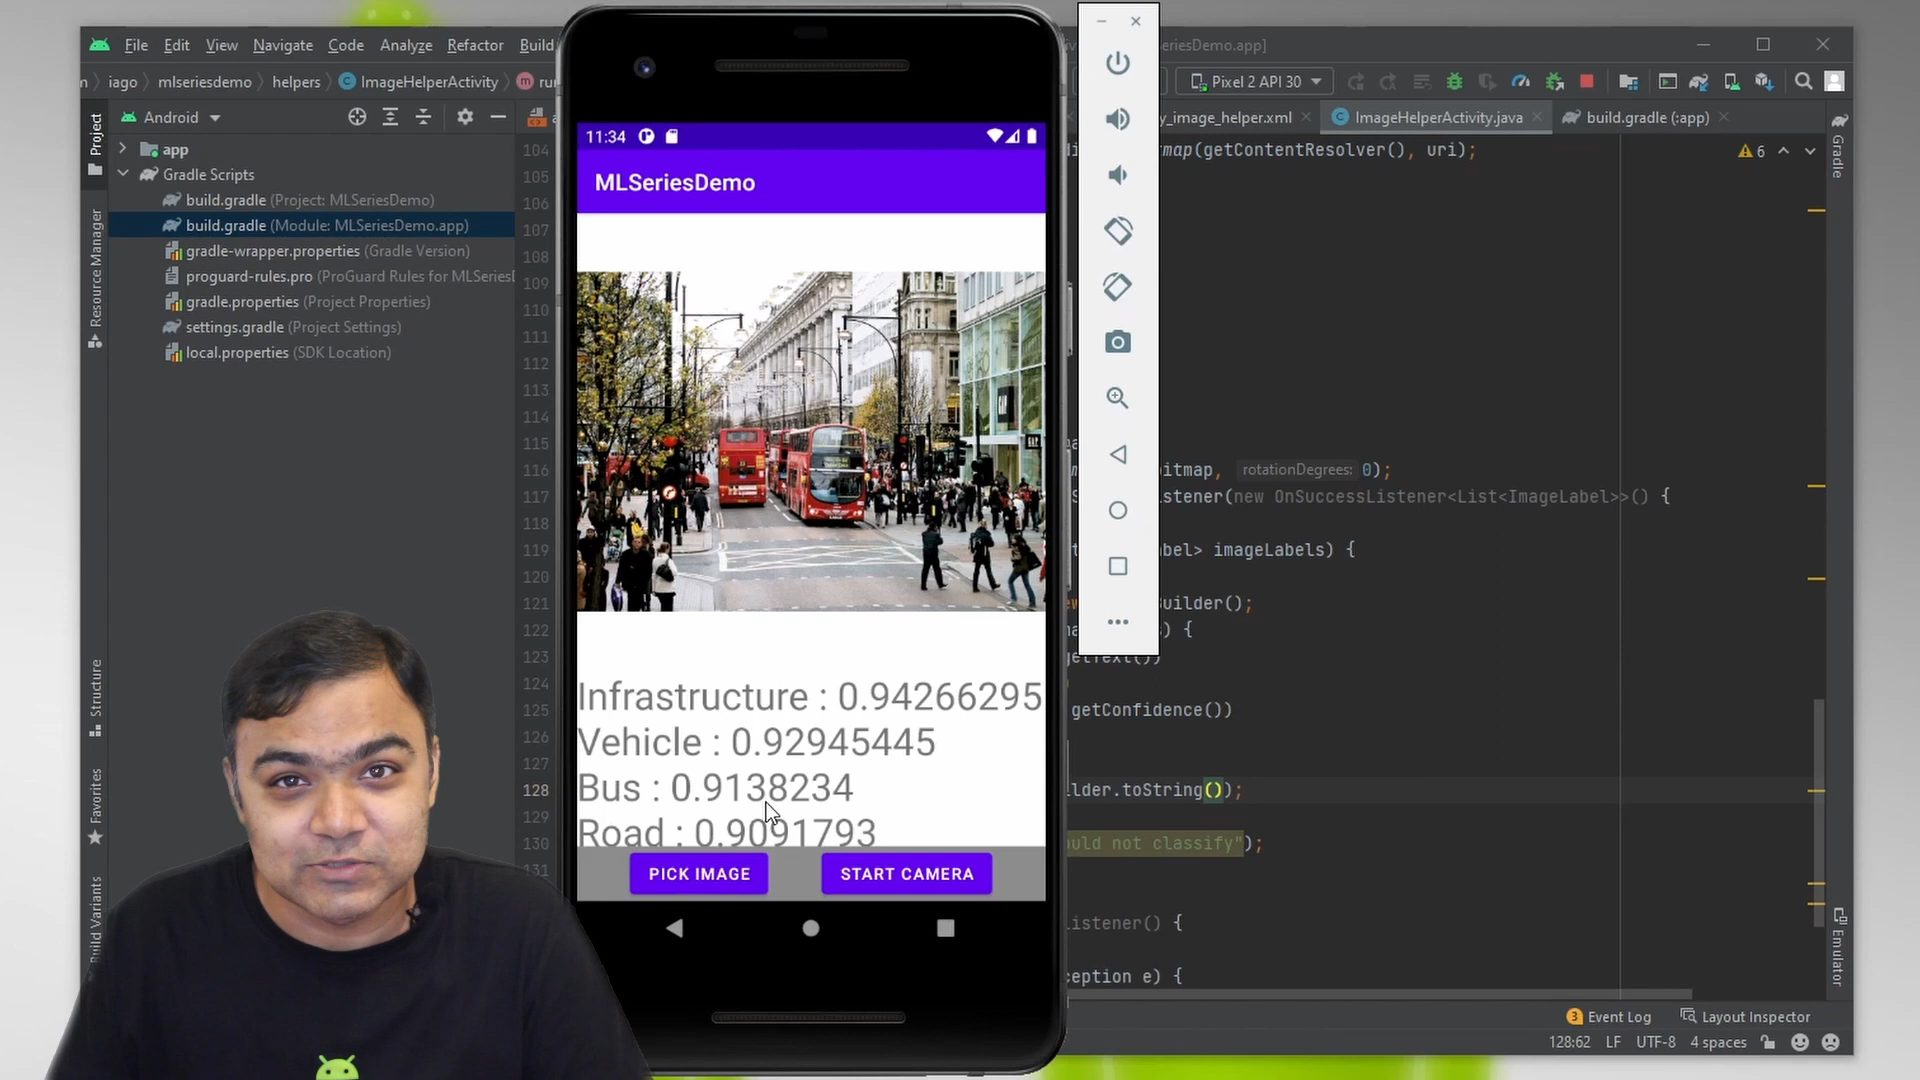 File Edit View Navigate Code Analyze Refactor Build
iago mlseriesdemo helpers ImageHelperActivity
Pixel 2 API 30
Android
y_image_helper.xml ImageHelperActivity.java build.gradle (:app)
Project
Resource Manager
Structure
Favorites
Build Variants
app
Gradle Scripts
build.gradle (Project: MLSeriesDemo)
build.gradle (Module: MLSeriesDemo.app)
gradle-wrapper.properties (Gradle Version)
proguard-rules.pro (ProGuard Rules for MLSeries
gradle.properties (Project Properties)
settings.gradle (Project Settings)
local.properties (SDK Location)
104
105
106
107
108
109
110
111
112
113
114
115
116
117
118
119
120
121
122
123
124
125
126
127
128
129
130
131
11:34
MLSeriesDemo
GAP
Infrastructure : 0.94266295
Vehicle : 0.92945445
Bus : 0.9138234
Road : 0.9091793
PICK IMAGE START CAMERA
eriesDemo.app]
map(getContentResolver(), uri);
6
itmap, rotationDegrees: 0);
stener(new OnSuccessListener<List<ImageLabel>>() {
bel> imageLabels) {
uilder();
) {
getText())
getConfidence())
lder.toString());
uld not classify");
istener() {
ception e) {
Gradle
Emulator
3 Event Log Layout Inspector
128:62 LF UTF-8 4 spaces